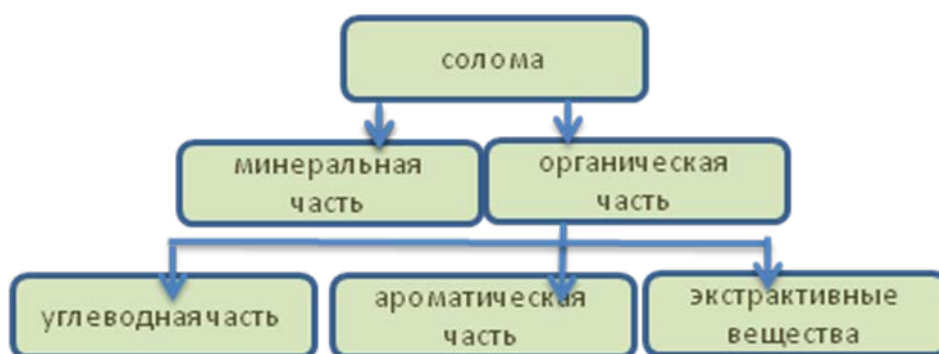 солома
минеральная
часть
органическая
часть
углеводная часть
ароматическая
часть
экстрактивные
вещества